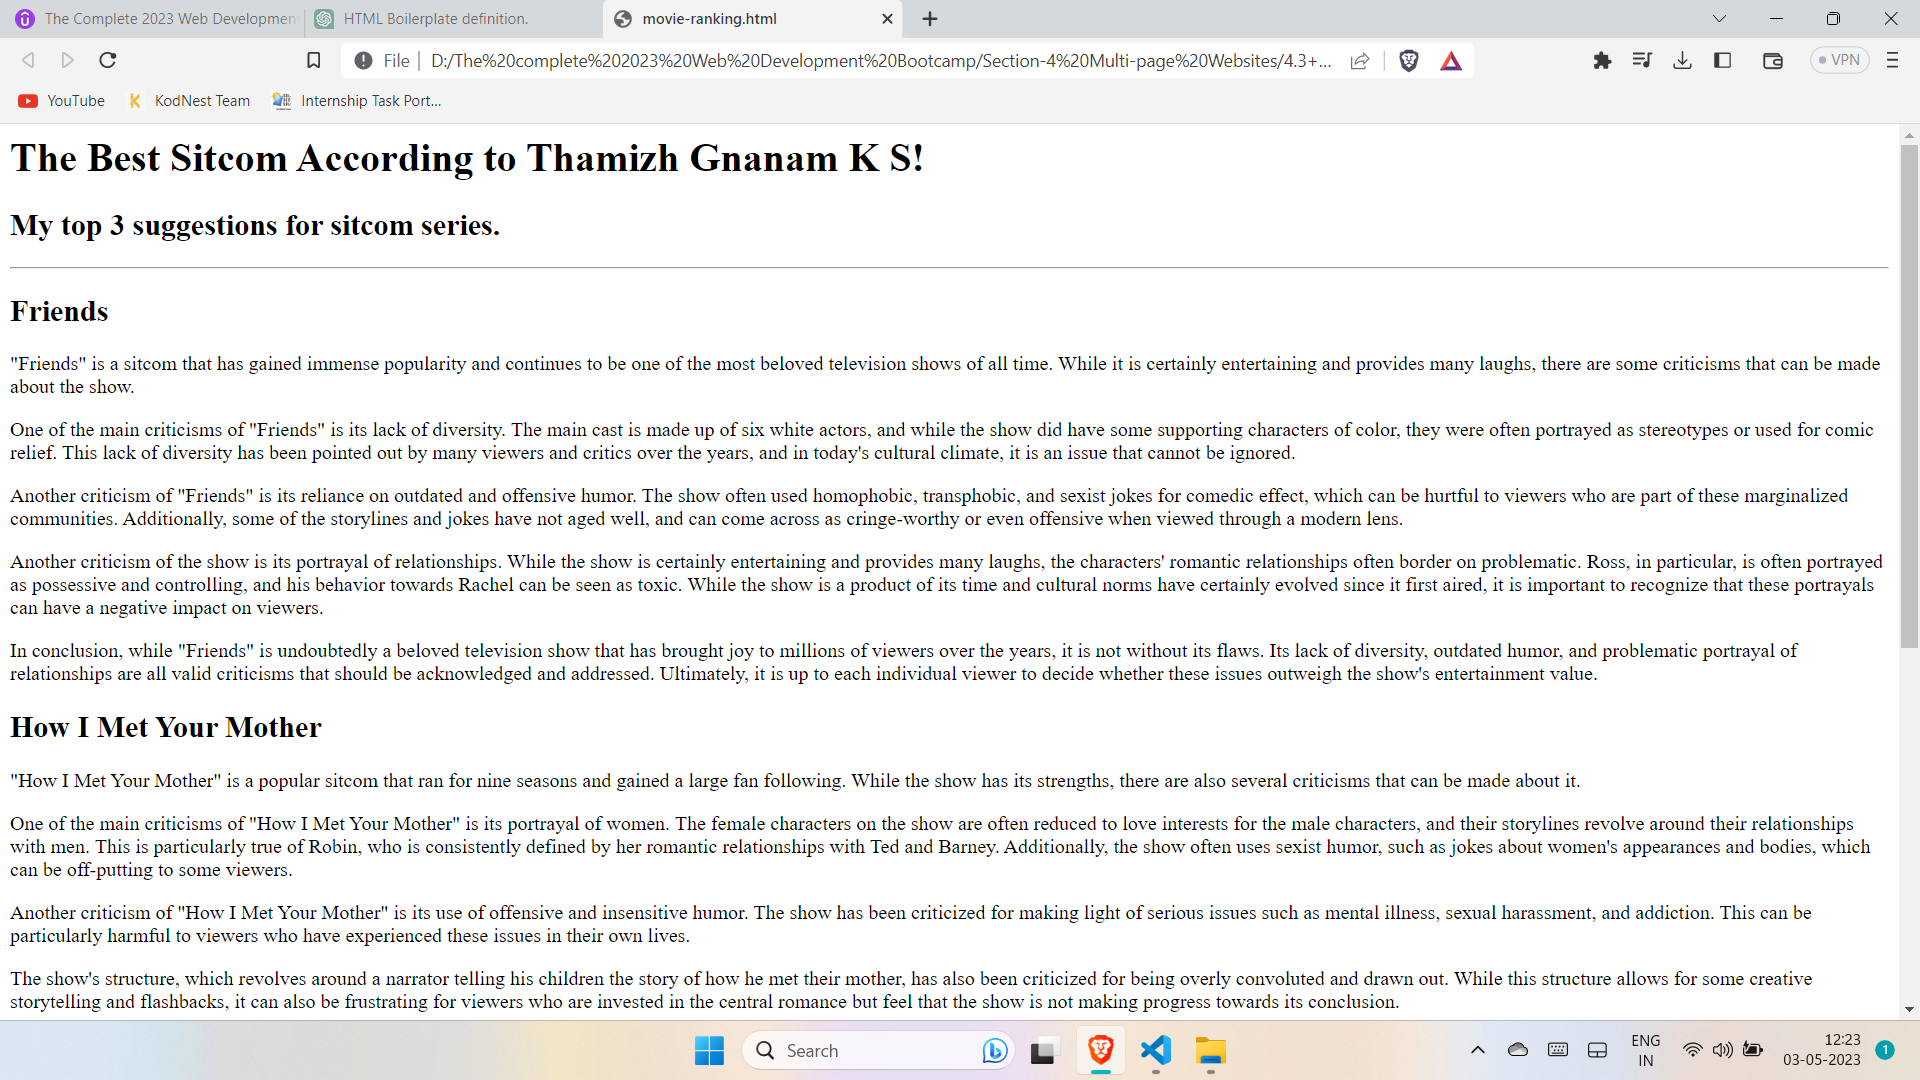 The Complete 2023 Web Developmen
HTML Boilerplate definition.
movie-ranking.html
File
D:/The%20complete%202023%20Web%20Development%20Bootcamp/Section-4%20Multi-page%20Websites/4.3+...
VPN
YouTube
KodNest Team
Internship Task Port...
The Best Sitcom According to Thamizh Gnanam K S!
My top 3 suggestions for sitcom series.
Friends
"Friends" is a sitcom that has gained immense popularity and continues to be one of the most beloved television shows of all time. While it is certainly entertaining and provides many laughs, there are some criticisms that can be made
about the show.
One of the main criticisms of "Friends" is its lack of diversity. The main cast is made up of six white actors, and while the show did have some supporting characters of color, they were often portrayed as stereotypes or used for comic
relief. This lack of diversity has been pointed out by many viewers and critics over the years, and in today's cultural climate, it is an issue that cannot be ignored.
Another criticism of "Friends" is its reliance on outdated and offensive humor. The show often used homophobic, transphobic, and sexist jokes for comedic effect, which can be hurtful to viewers who are part of these marginalized
communities. Additionally, some of the storylines and jokes have not aged well, and can come across as cringe-worthy or even offensive when viewed through a modern lens.
Another criticism of the show is its portrayal of relationships. While the show is certainly entertaining and provides many laughs, the characters' romantic relationships often border on problematic. Ross, in particular, is often portrayed
as possessive and controlling, and his behavior towards Rachel can be seen as toxic. While the show is a product of its time and cultural norms have certainly evolved since it first aired, it is important to recognize that these portrayals
can have a negative impact on viewers.
In conclusion, while "Friends" is undoubtedly a beloved television show that has brought joy to millions of viewers over the years, it is not without its flaws. Its lack of diversity, outdated humor, and problematic portrayal of
relationships are all valid criticisms that should be acknowledged and addressed. Ultimately, it is up to each individual viewer to decide whether these issues outweigh the show's entertainment value.
How I Met Your Mother
"How I Met Your Mother" is a popular sitcom that ran for nine seasons and gained a large fan following. While the show has its strengths, there are also several criticisms that can be made about it.
One of the main criticisms of "How I Met Your Mother" is its portrayal of women. The female characters on the show are often reduced to love interests for the male characters, and their storylines revolve around their relationships
with men. This is particularly true of Robin, who is consistently defined by her romantic relationships with Ted and Barney. Additionally, the show often uses sexist humor, such as jokes about women's appearances and bodies, which
can be off-putting to some viewers.
Another criticism of "How I Met Your Mother" is its use of offensive and insensitive humor. The show has been criticized for making light of serious issues such as mental illness, sexual harassment, and addiction. This can be
particularly harmful to viewers who have experienced these issues in their own lives.
The show's structure, which revolves around a narrator telling his children the story of how he met their mother, has also been criticized for being overly convoluted and drawn out. While this structure allows for some creative
storytelling and flashbacks, it can also be frustrating for viewers who are invested in the central romance but feel that the show is not making progress towards its conclusion.
Search
ENG
IN
12:23
03-05-2023
1